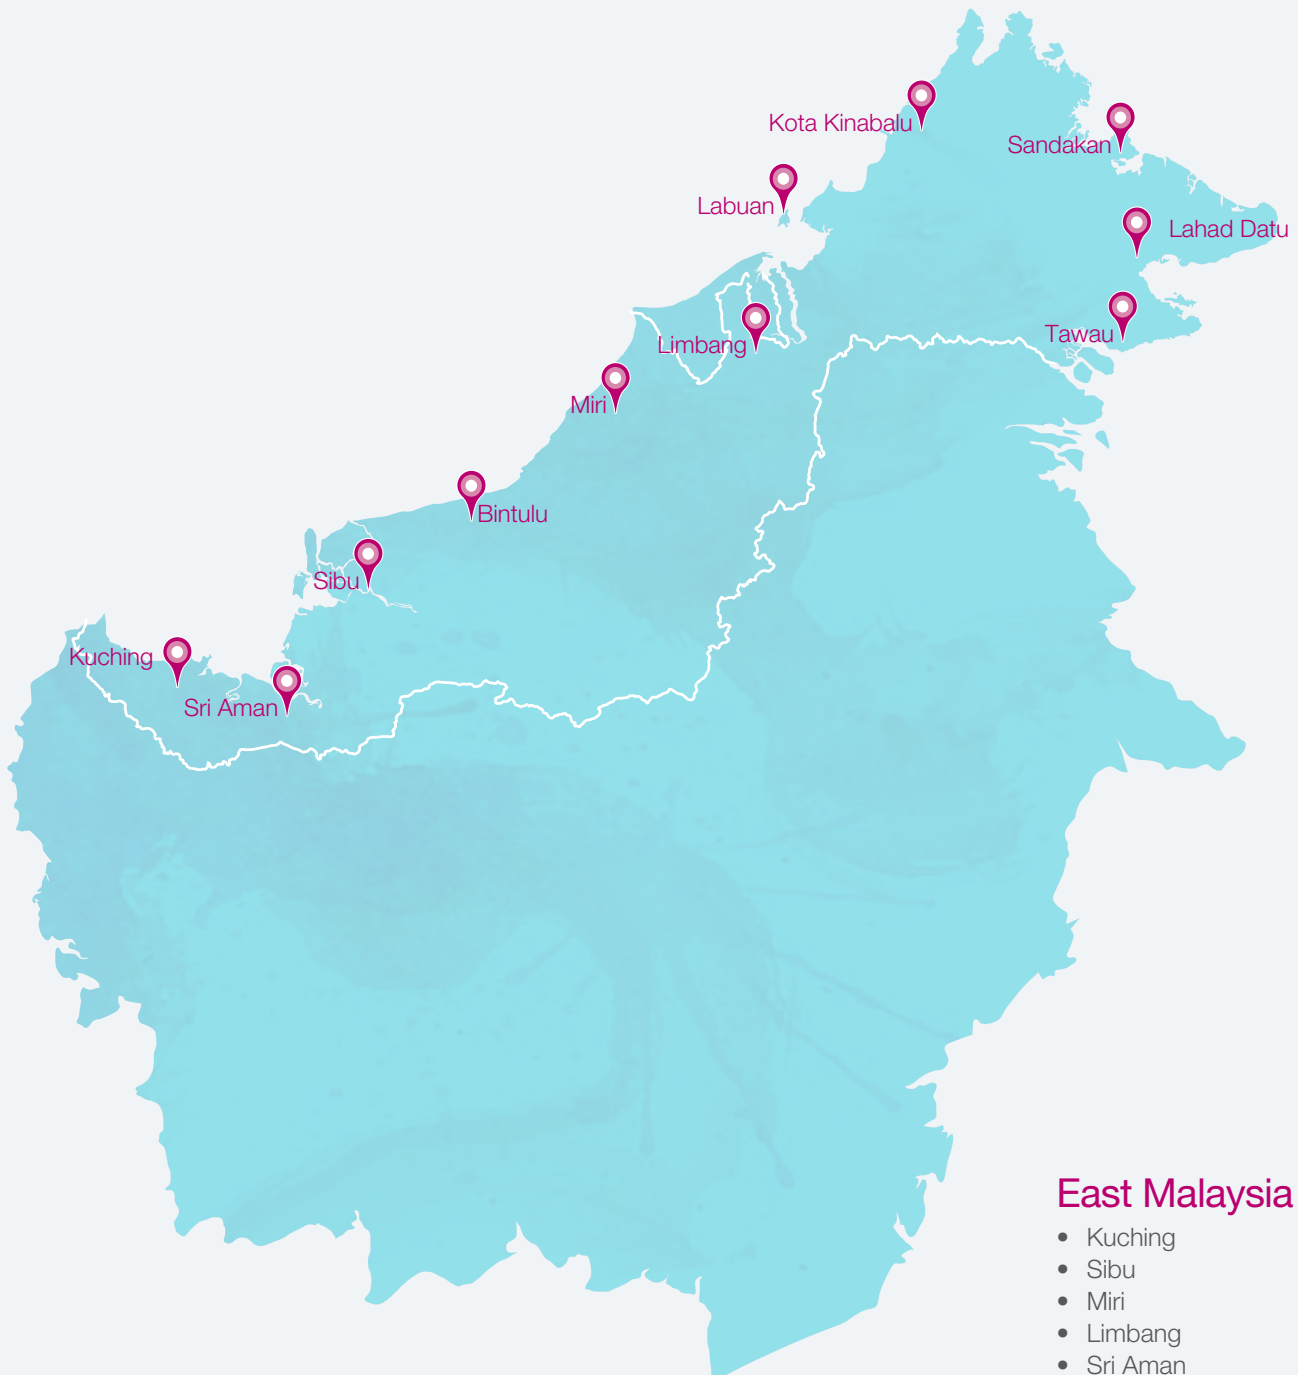 Kota Kinabalu
Sandakan
Labuan
Lahad Datu
Limbang
Tawau
Miri
Bintulu
Sibu
Kuching
Sri Aman
East Malaysia
• Kuching
• Sibu
• Miri
• Limbang
• Sri Aman